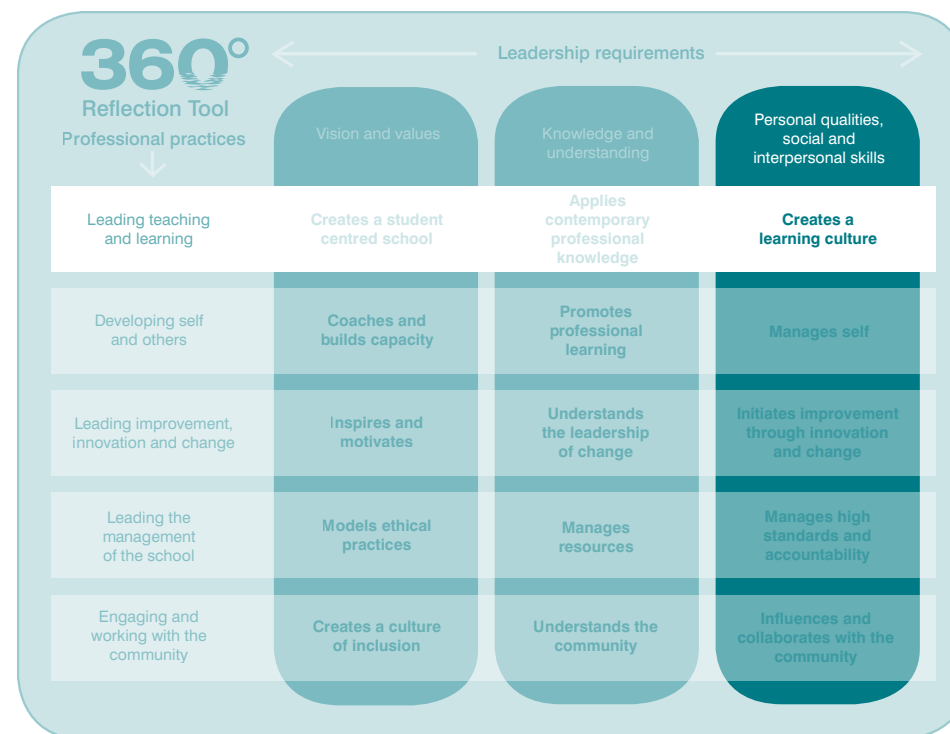 360°
Reflection Tool
Professional practices
Leadership requirements
Vision and values
Knowledge and
understanding
Personal qualities,
social and
interpersonal skills
Leading teaching
and learning
Creates a student
centred school
Applies
contemporary
professional
knowledge
Creates a
learning culture
Developing self
and others
Coaches and
builds capacity
Promotes
professional
learning
Manages self
Leading improvement,
innovation and change
Inspires and
motivates
Understands
the leadership
of change
Initiates improvement
through innovation
and change
Leading the
management
of the school
Models ethical
practices
Manages
resources
Manages high
standards and
accountability
Engaging and
working with the
community
Creates a culture
of inclusion
Understands the
community
Influences and
collaborates with the
community